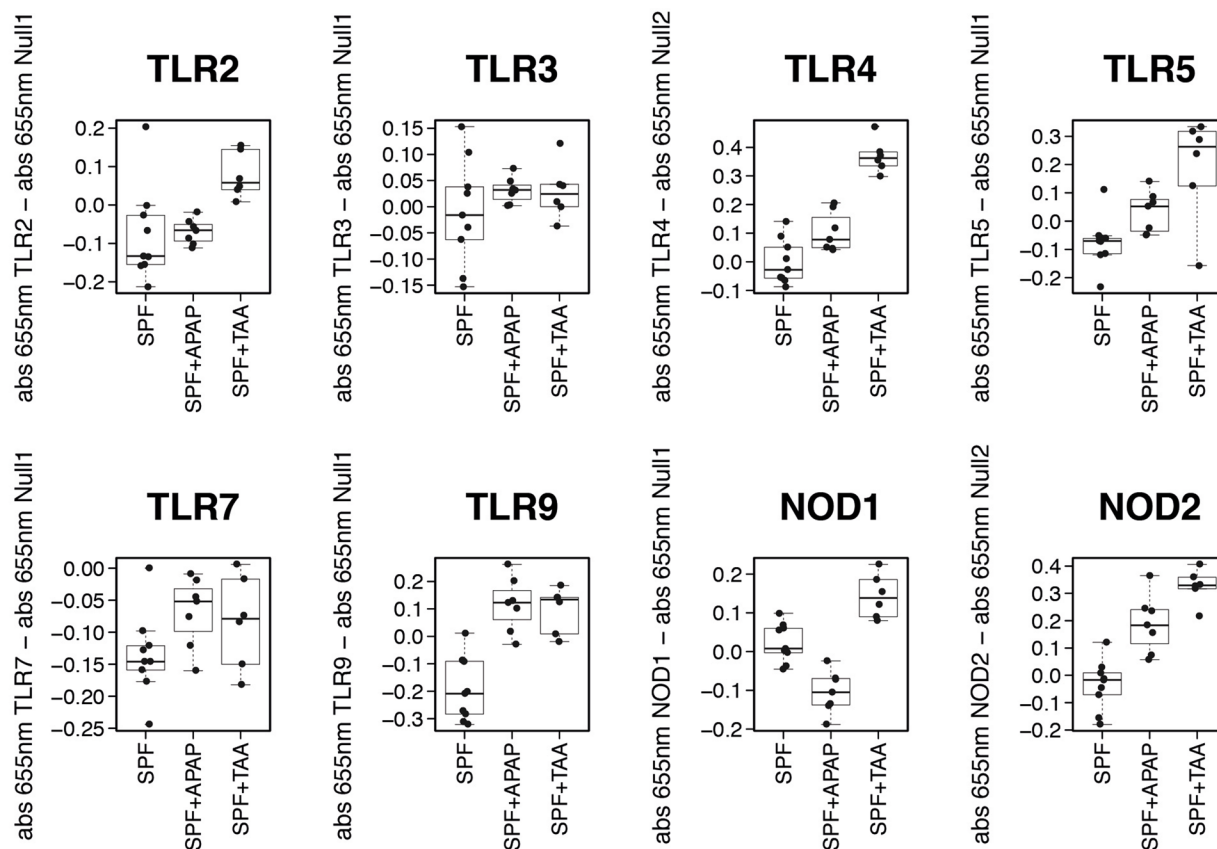 TLR2
abs 655nm TLR2 – abs 655nm Null1
0.2
0.1
0.0
−0.1
−0.2
SPF
SPF+APAP
SPF+TAA
TLR3
abs 655nm TLR3 – abs 655nm Null1
0.15
0.10
0.05
0.00
−0.05
−0.15
SPF
SPF+APAP
SPF+TAA
TLR4
abs 655nm TLR4 – abs 655nm Null2
0.4
0.3
0.2
0.1
0.0
−0.1
SPF
SPF+APAP
SPF+TAA
TLR5
abs 655nm TLR5 – abs 655nm Null1
0.3
0.2
0.1
0.0
−0.1
−0.2
SPF
SPF+APAP
SPF+TAA
TLR7
abs 655nm TLR7 – abs 655nm Null1
0.00
−0.05
−0.10
−0.15
−0.20
−0.25
SPF
SPF+APAP
SPF+TAA
TLR9
abs 655nm TLR9 – abs 655nm Null1
0.2
0.1
0.0
−0.1
−0.2
−0.3
SPF
SPF+APAP
SPF+TAA
NOD1
abs 655nm NOD1 – abs 655nm Null1
0.2
0.1
0.0
−0.1
−0.2
SPF
SPF+APAP
SPF+TAA
NOD2
abs 655nm NOD2 – abs 655nm Null2
0.4
0.3
0.2
0.1
0.0
−0.2
SPF
SPF+APAP
SPF+TAA